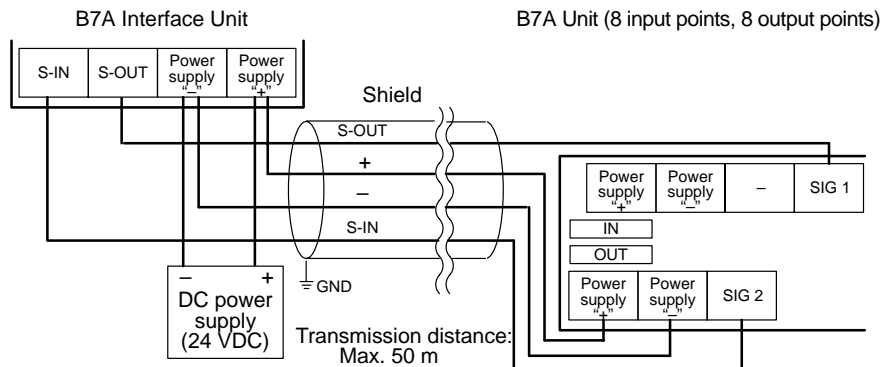 B7A Interface Unit
B7A Unit (8 input points, 8 output points)
S-IN
S-OUT
Power
supply
“–”
Power
supply
“+”
Shield
S-OUT
+
–
S-IN
GND
– +
DC power
supply
(24 VDC)
Transmission distance:
Max. 50 m
Power
supply
“+”
Power
supply
“–”
–
SIG 1
IN
OUT
Power
supply
“+”
Power
supply
“–”
SIG 2